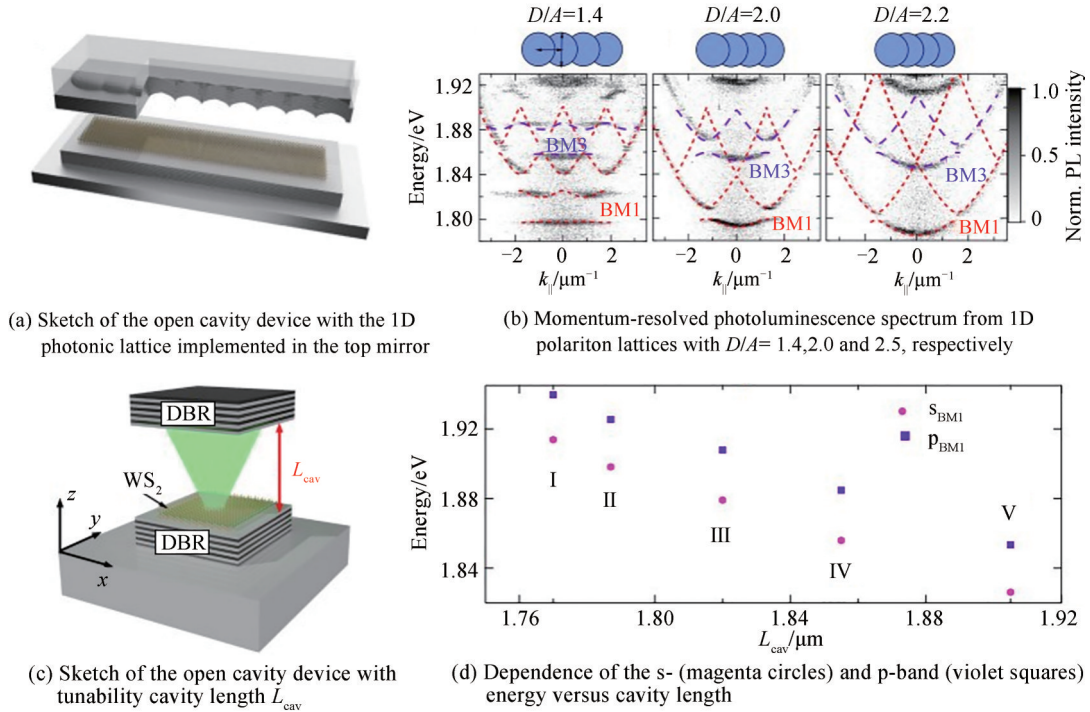 D/A=1.4
D/A=2.0
D/A=2.2
1.92
1.88
1.84
1.80
Energy/eV
BM3
BM1
BM3
BM1
BM3
BM1
1.0
0.5
0
Norm. PL intensity
−2 0 2
−2 0 2
−2 0 2
k||/μm⁻¹
k||/μm⁻¹
k||/μm⁻¹
(a) Sketch of the open cavity device with the 1D
photonic lattice implemented in the top mirror
(b) Momentum-resolved photoluminescence spectrum from 1D
polariton lattices with D/A= 1.4,2.0 and 2.5, respectively
DBR
WS₂
Lcav
DBR
z
y
x
1.92
1.88
1.84
Energy/eV
sBM1
pBM1
I
II
III
IV
V
1.76 1.80 1.84 1.88 1.92
Lcav/μm
(c) Sketch of the open cavity device with
tunability cavity length Lcav
(d) Dependence of the s- (magenta circles) and p-band (violet squares)
energy versus cavity length